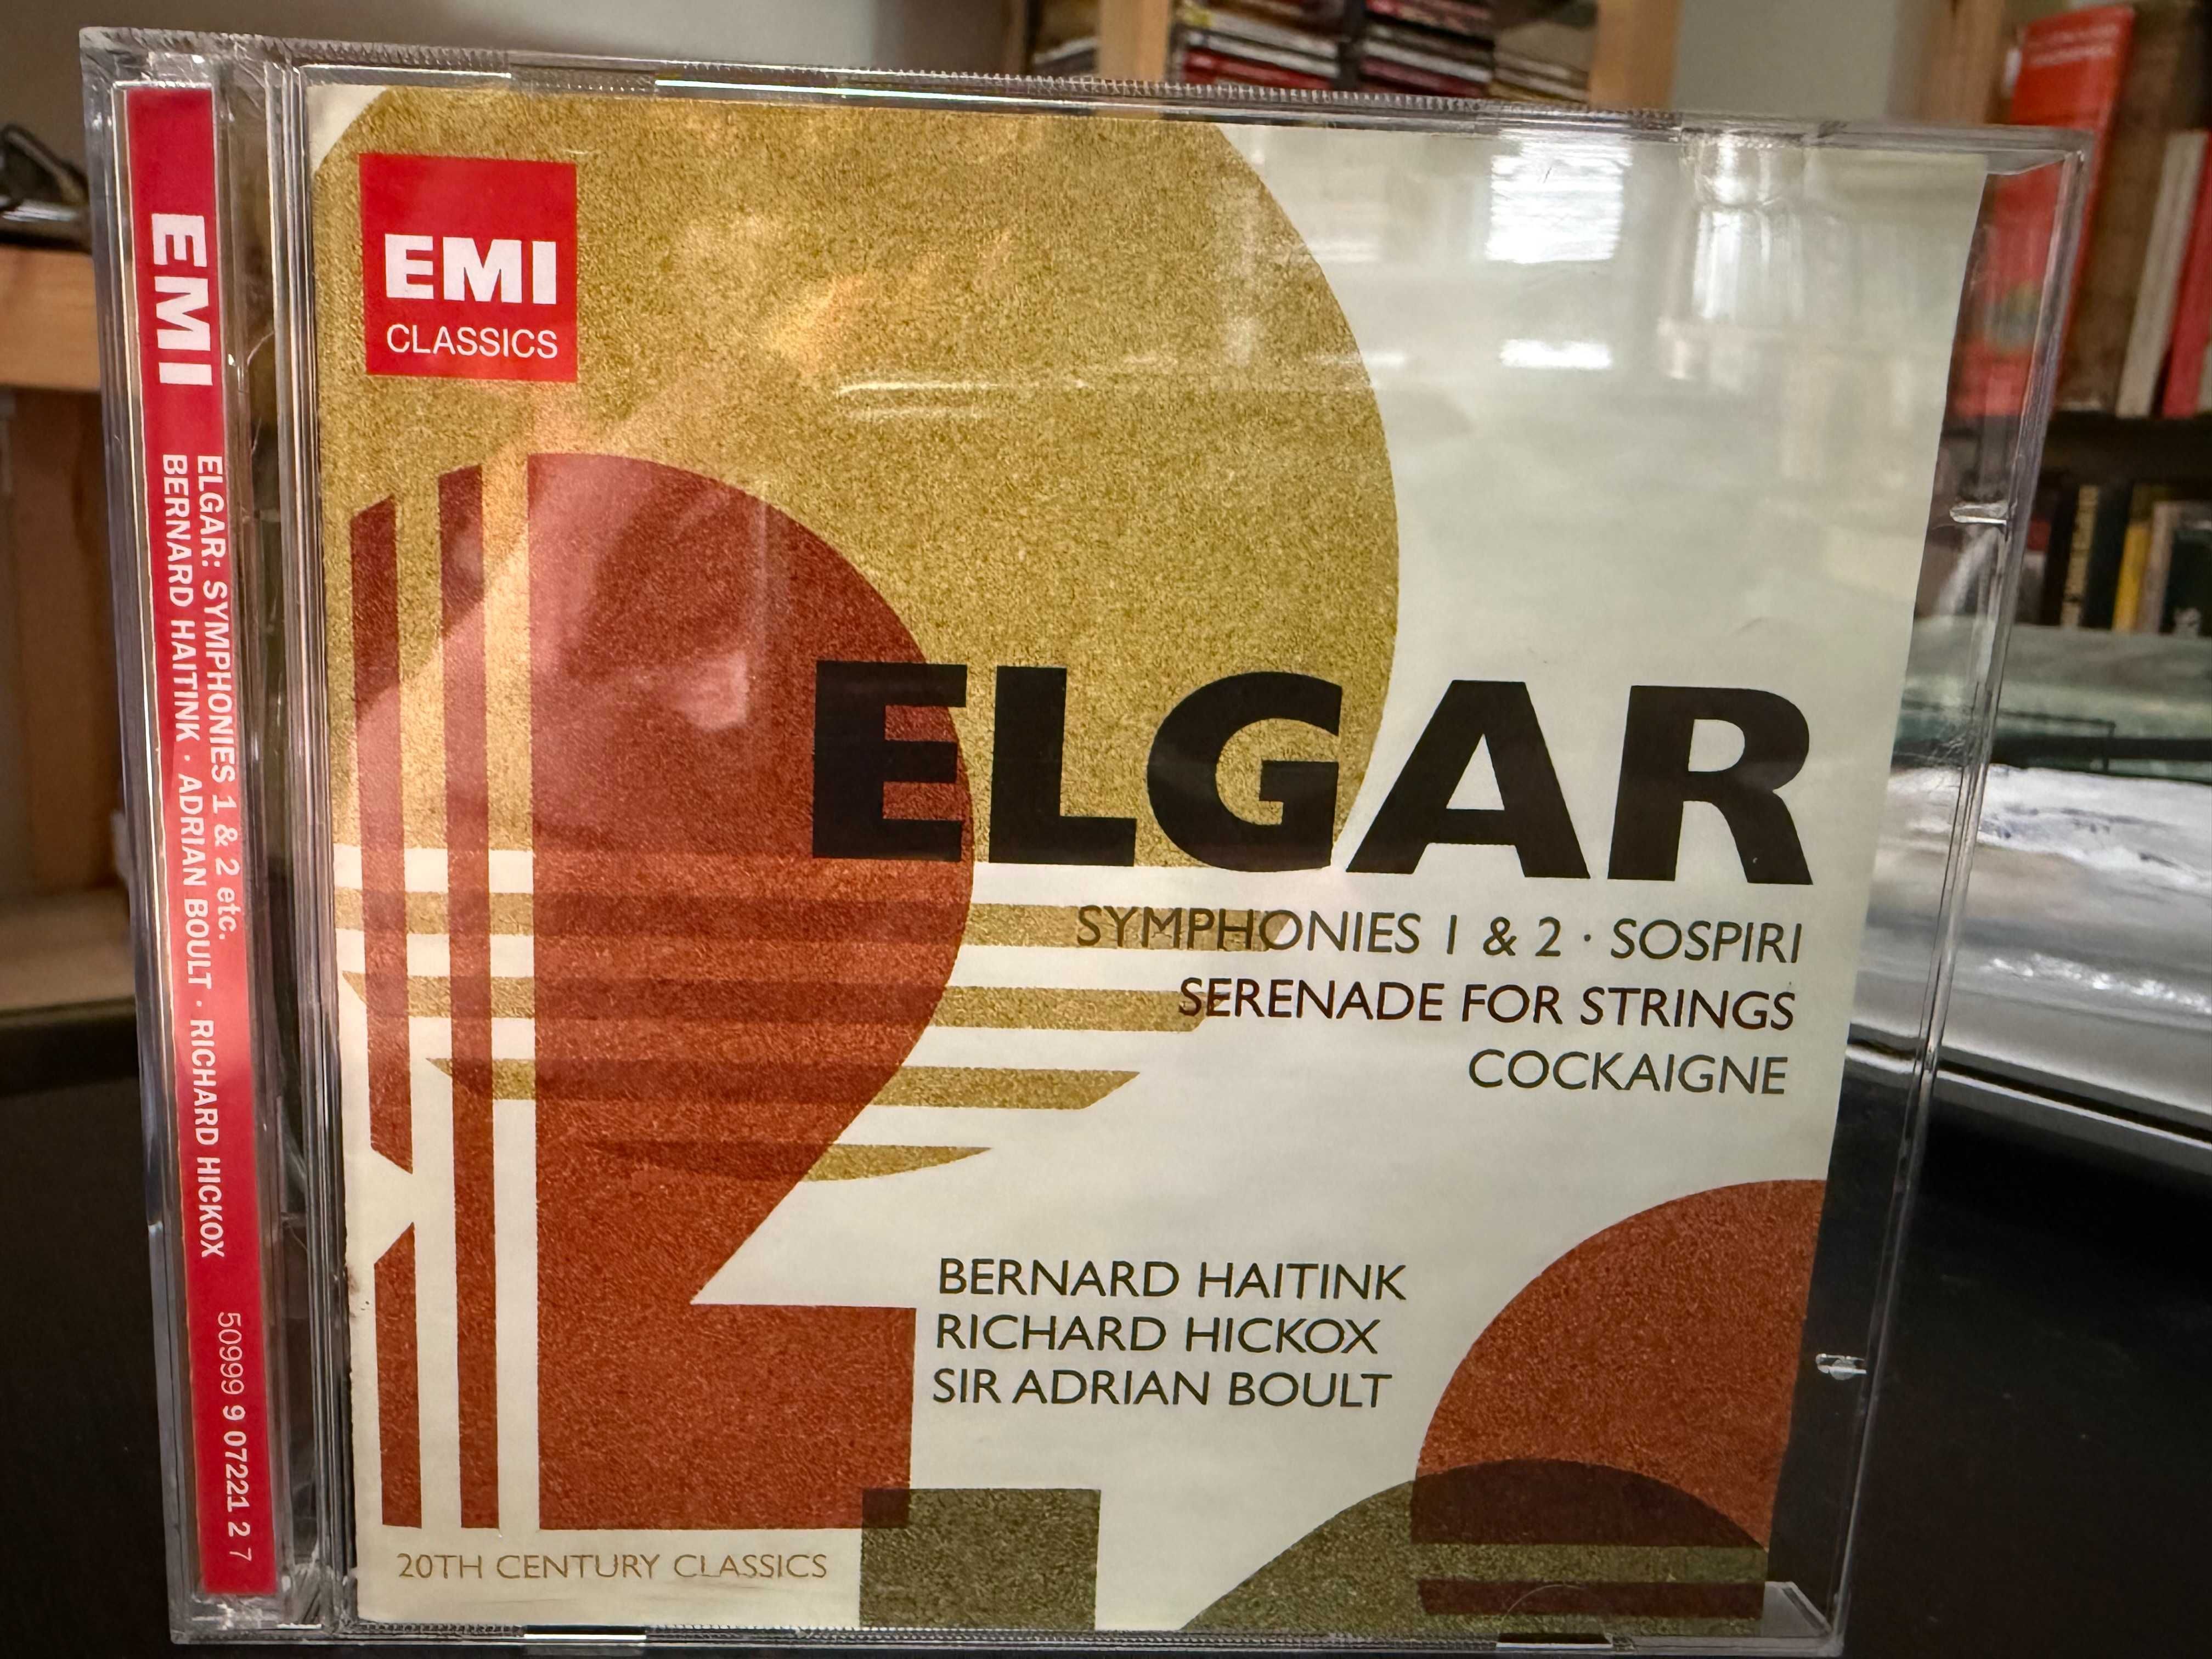 EMI
ELGAR: SYMPHONIES 1 & 2 etc.
BERNARD HAITINK · ADRIAN BOULT · RICHARD HICKOX
50999 9 07221 2 7
EMI
CLASSICS
ELGAR
SYMPHONIES 1 & 2 · SOSPIRI
SERENADE FOR STRINGS
COCKAIGNE
BERNARD HAITINK
RICHARD HICKOX
SIR ADRIAN BOULT
20TH CENTURY CLASSICS